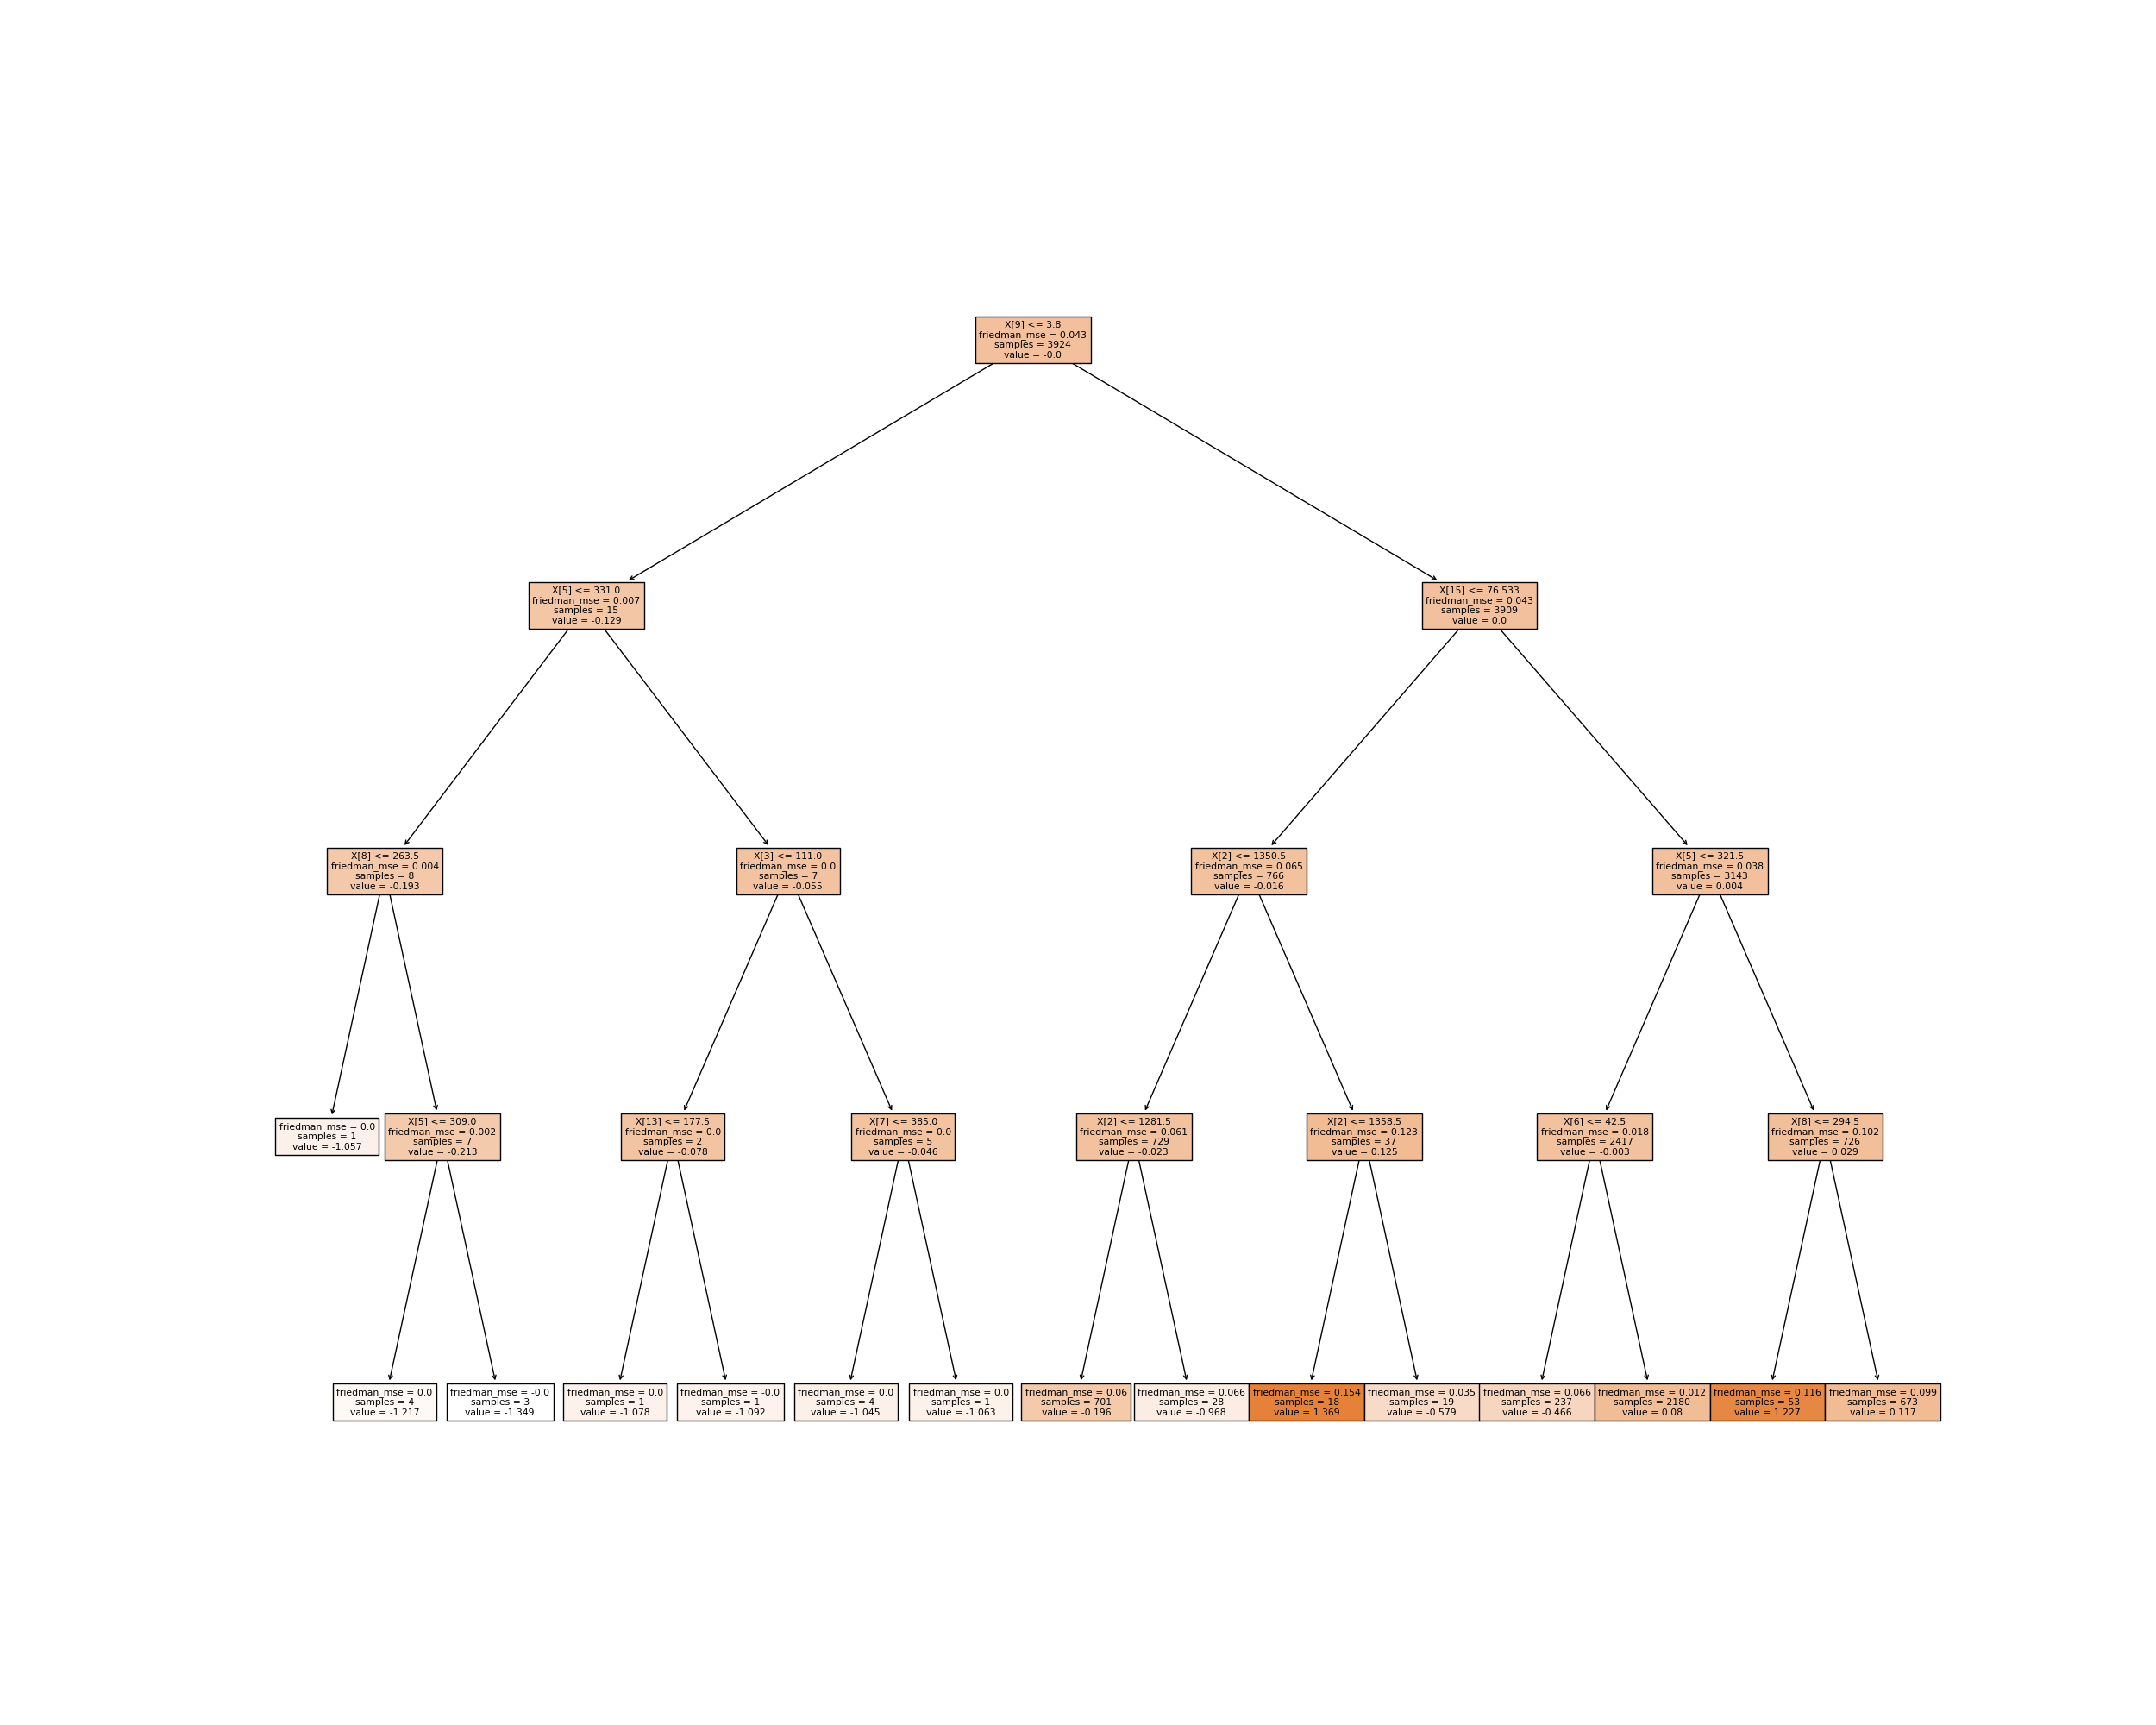 X[9] <= 3.8
friedman_mse = 0.043
samples = 3924
value = -0.0
X[5] <= 331.0
friedman_mse = 0.007
samples = 15
value = -0.129
X[15] <= 76.533
friedman_mse = 0.043
samples = 3909
value = 0.0
X[8] <= 263.5
friedman_mse = 0.004
samples = 8
value = -0.193
X[3] <= 111.0
friedman_mse = 0.0
samples = 7
value = -0.055
X[2] <= 1350.5
friedman_mse = 0.065
samples = 766
value = -0.016
X[5] <= 321.5
friedman_mse = 0.038
samples = 3143
value = 0.004
friedman_mse = 0.0
samples = 1
value = -1.057
X[5] <= 309.0
friedman_mse = 0.002
samples = 7
value = -0.213
X[13] <= 177.5
friedman_mse = 0.0
samples = 2
value = -0.078
X[7] <= 385.0
friedman_mse = 0.0
samples = 5
value = -0.046
X[2] <= 1281.5
friedman_mse = 0.061
samples = 729
value = -0.023
X[2] <= 1358.5
friedman_mse = 0.123
samples = 37
value = 0.125
X[6] <= 42.5
friedman_mse = 0.018
samples = 2417
value = -0.003
X[8] <= 294.5
friedman_mse = 0.102
samples = 726
value = 0.029
friedman_mse = 0.0
samples = 4
value = -1.217
friedman_mse = -0.0
samples = 3
value = -1.349
friedman_mse = 0.0
samples = 1
value = -1.078
friedman_mse = -0.0
samples = 1
value = -1.092
friedman_mse = 0.0
samples = 4
value = -1.045
friedman_mse = 0.0
samples = 1
value = -1.063
friedman_mse = 0.06
samples = 701
value = -0.196
friedman_mse = 0.066
samples = 28
value = -0.968
friedman_mse = 0.154
samples = 18
value = 1.369
friedman_mse = 0.035
samples = 19
value = -0.579
friedman_mse = 0.066
samples = 237
value = -0.466
friedman_mse = 0.012
samples = 2180
value = 0.08
friedman_mse = 0.116
samples = 53
value = 1.227
friedman_mse = 0.099
samples = 673
value = 0.117